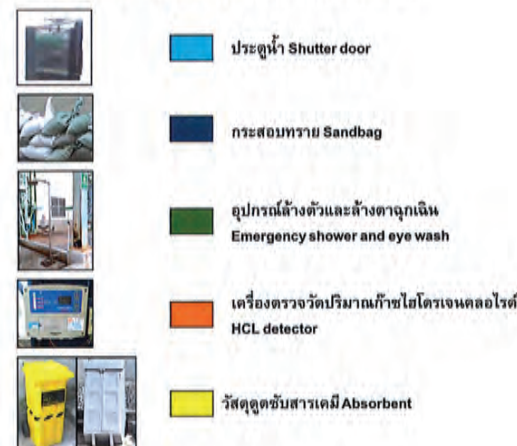 ประตูน้ำ Shutter door
กระสอบทราย Sandbag
อุปกรณ์ล้างตัวและล้างตาฉุกเฉิน
Emergency shower and eye wash
เครื่องตรวจวัดปริมาณก๊าซไฮโดรเจนคลอไรด์
HCL detector
วัสดุดูดซับสารเคมี Absorbent